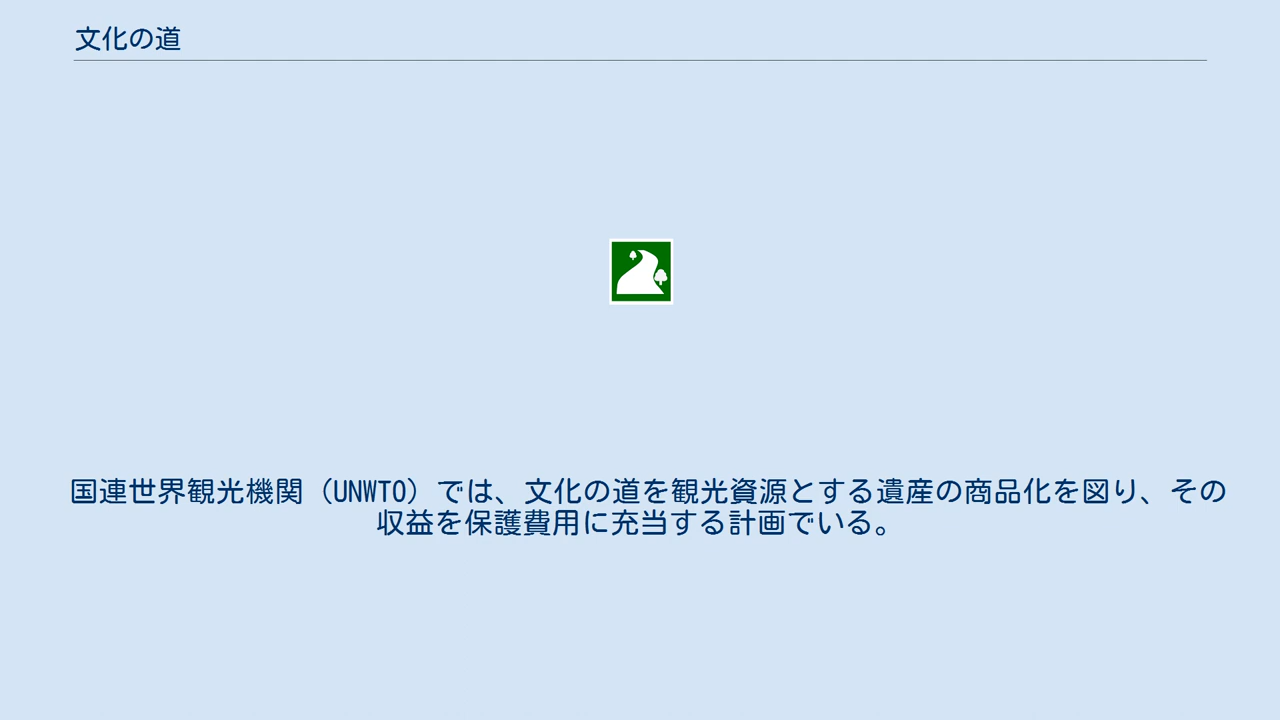 文化の道
国連世界観光機関（UNWTO）では、文化の道を観光資源とする遺産の商品化を図り、その
収益を保護費用に充当する計画でいる。